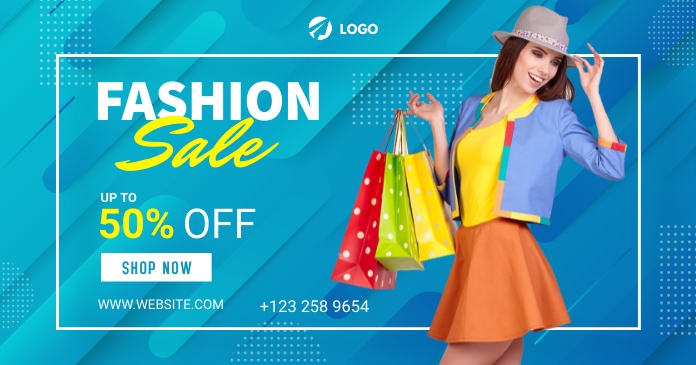 LOGO
FASHION
Sale
UP TO
50% OFF
SHOP NOW
WWW.WEBSITE.COM
+123 258 9654